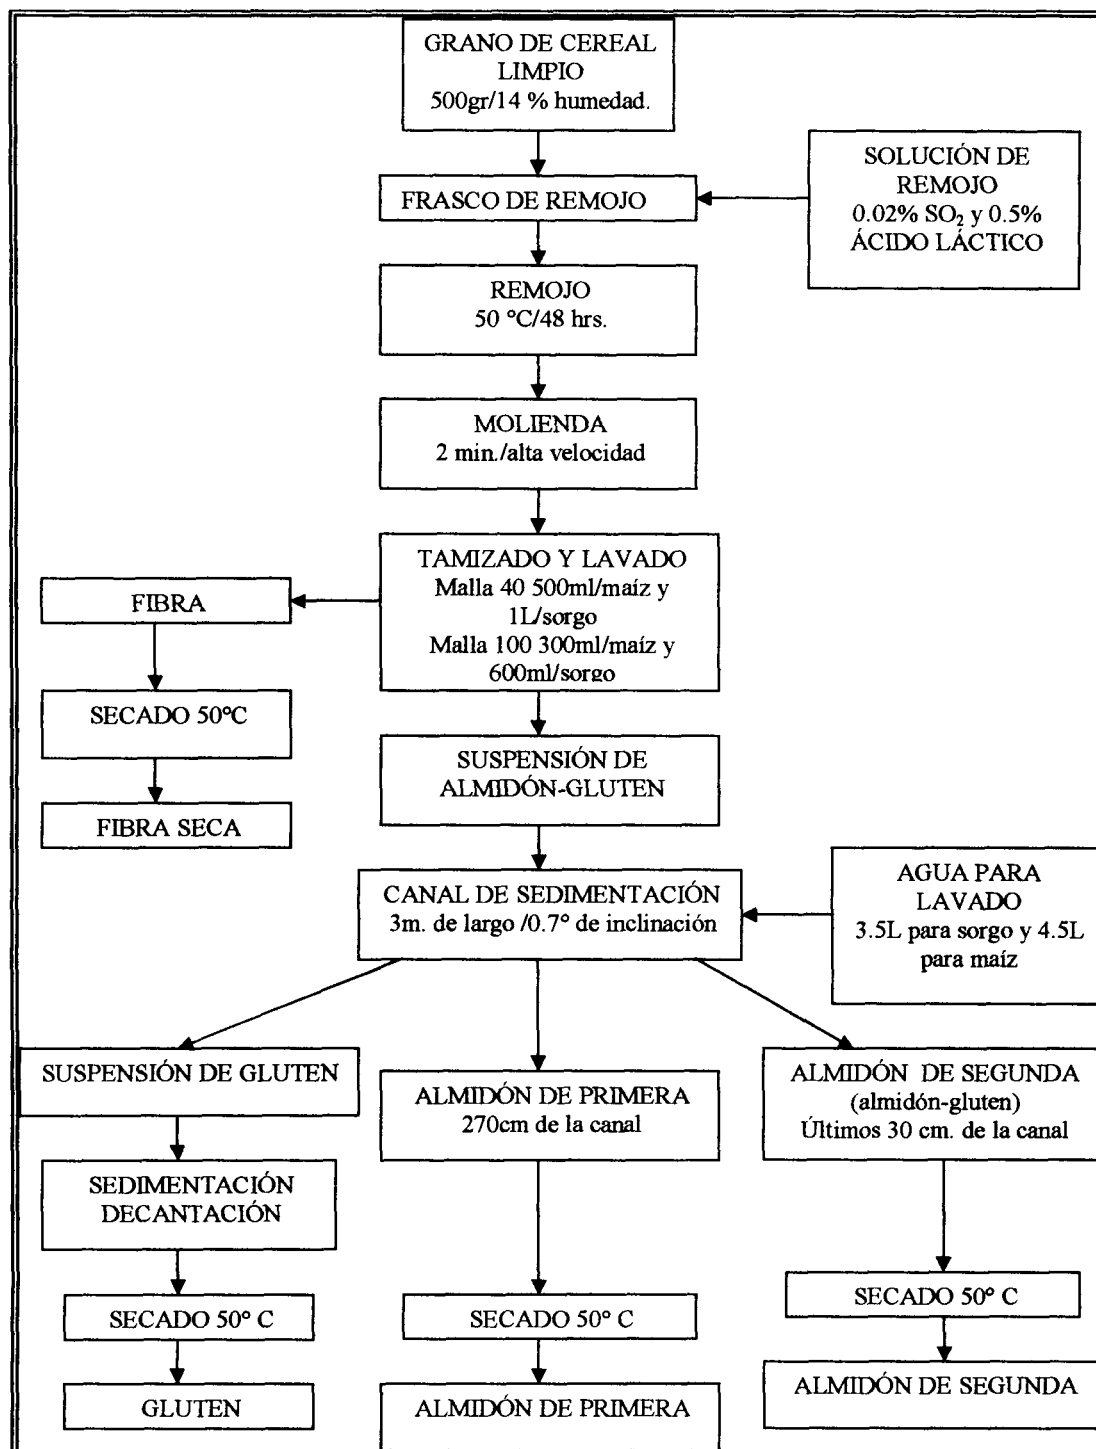 GRANO DE CEREAL
LIMPIO
500gr/14 % humedad.
SOLUCIÓN DE
REMOJO
0.02% SO₂ y 0.5%
ÁCIDO LÁCTICO
FRASCO DE REMOJO
REMOJO
50 °C/48 hrs.
MOLIENDA
2 min./alta velocidad
TAMIZADO Y LAVADO
Malla 40 500ml/maíz y
1L/sorgo
Malla 100 300ml/maíz y
600ml/sorgo
FIBRA
SECADO 50°C
FIBRA SECA
SUSPENSIÓN DE
ALMIDÓN-GLUTEN
CANAL DE SEDIMENTACIÓN
3m. de largo /0.7° de inclinación
AGUA PARA
LAVADO
3.5L para sorgo y 4.5L
para maíz
SUSPENSIÓN DE GLUTEN
ALMIDÓN DE PRIMERA
270cm de la canal
ALMIDÓN DE SEGUNDA
(almidón-gluten)
Últimos 30 cm. de la canal
SEDIMENTACIÓN
DECANTACIÓN
SECADO 50° C
SECADO 50° C
SECADO 50° C
GLUTEN
ALMIDÓN DE PRIMERA
ALMIDÓN DE SEGUNDA